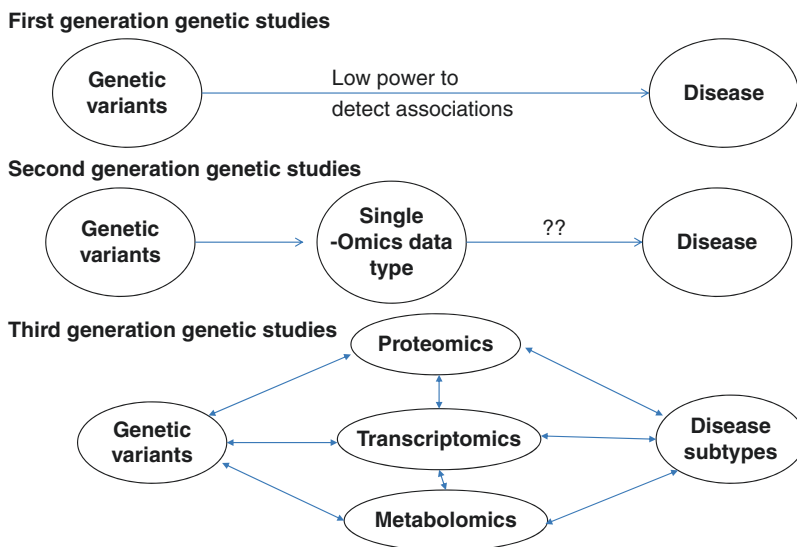 First generation genetic studies
Genetic
variants
Low power to
detect associations
Disease
Second generation genetic studies
Genetic
variants
Single
-Omics data
type
??
Disease
Third generation genetic studies
Proteomics
Genetic
variants
Transcriptomics
Disease
subtypes
Metabolomics